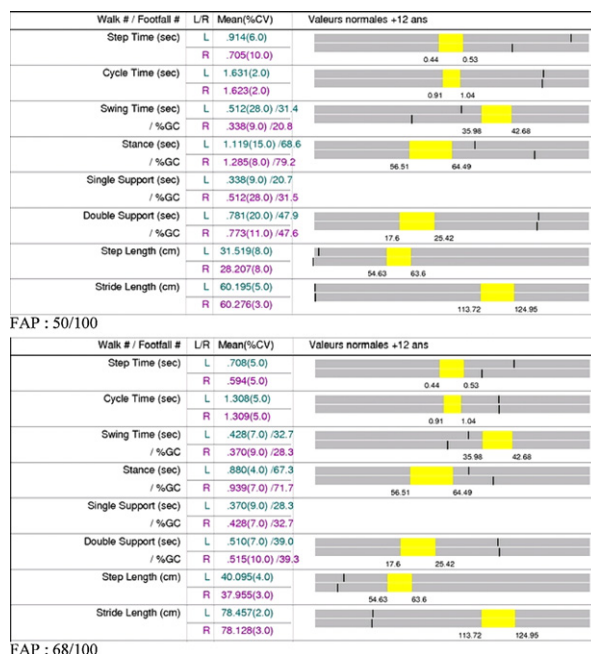 Walk # / Footfall # L/R Mean(%CV) Valeurs normales +12 ans
Step Time (sec) L .914(6.0)
R .705(10.0)
0.44 0.53
Cycle Time (sec) L 1.631(2.0)
R 1.623(2.0)
0.91 1.04
Swing Time (sec) L .512(28.0) /31.4
/ %GC R .338(9.0) /20.8
35.98 42.68
Stance (sec) L 1.119(15.0) /68.6
/ %GC R 1.285(8.0) /79.2
56.51 64.49
Single Support (sec) L .338(9.0) /20.7
/ %GC R .512(28.0) /31.5
Double Support (sec) L .781(20.0) /47.9
/ %GC R .773(11.0) /47.6
17.6 25.42
Step Length (cm) L 31.519(8.0)
R 28.207(8.0)
54.63 63.6
Stride Length (cm) L 60.195(5.0)
R 60.276(3.0)
113.72 124.95
FAP : 50/100
Walk # / Footfall # L/R Mean(%CV) Valeurs normales +12 ans
Step Time (sec) L .708(5.0)
R .594(5.0)
0.44 0.53
Cycle Time (sec) L 1.308(5.0)
R 1.309(5.0)
0.91 1.04
Swing Time (sec) L .428(7.0) /32.7
/ %GC R .370(9.0) /28.3
35.98 42.68
Stance (sec) L .880(4.0) /67.3
/ %GC R .939(7.0) /71.7
56.51 64.49
Single Support (sec) L .370(9.0) /28.3
/ %GC R .428(7.0) /32.7
Double Support (sec) L .510(7.0) /39.0
/ %GC R .515(10.0) /39.3
17.6 25.42
Step Length (cm) L 40.095(4.0)
R 37.955(3.0)
54.63 63.6
Stride Length (cm) L 78.457(2.0)
R 78.128(3.0)
113.72 124.95
FAP : 68/100